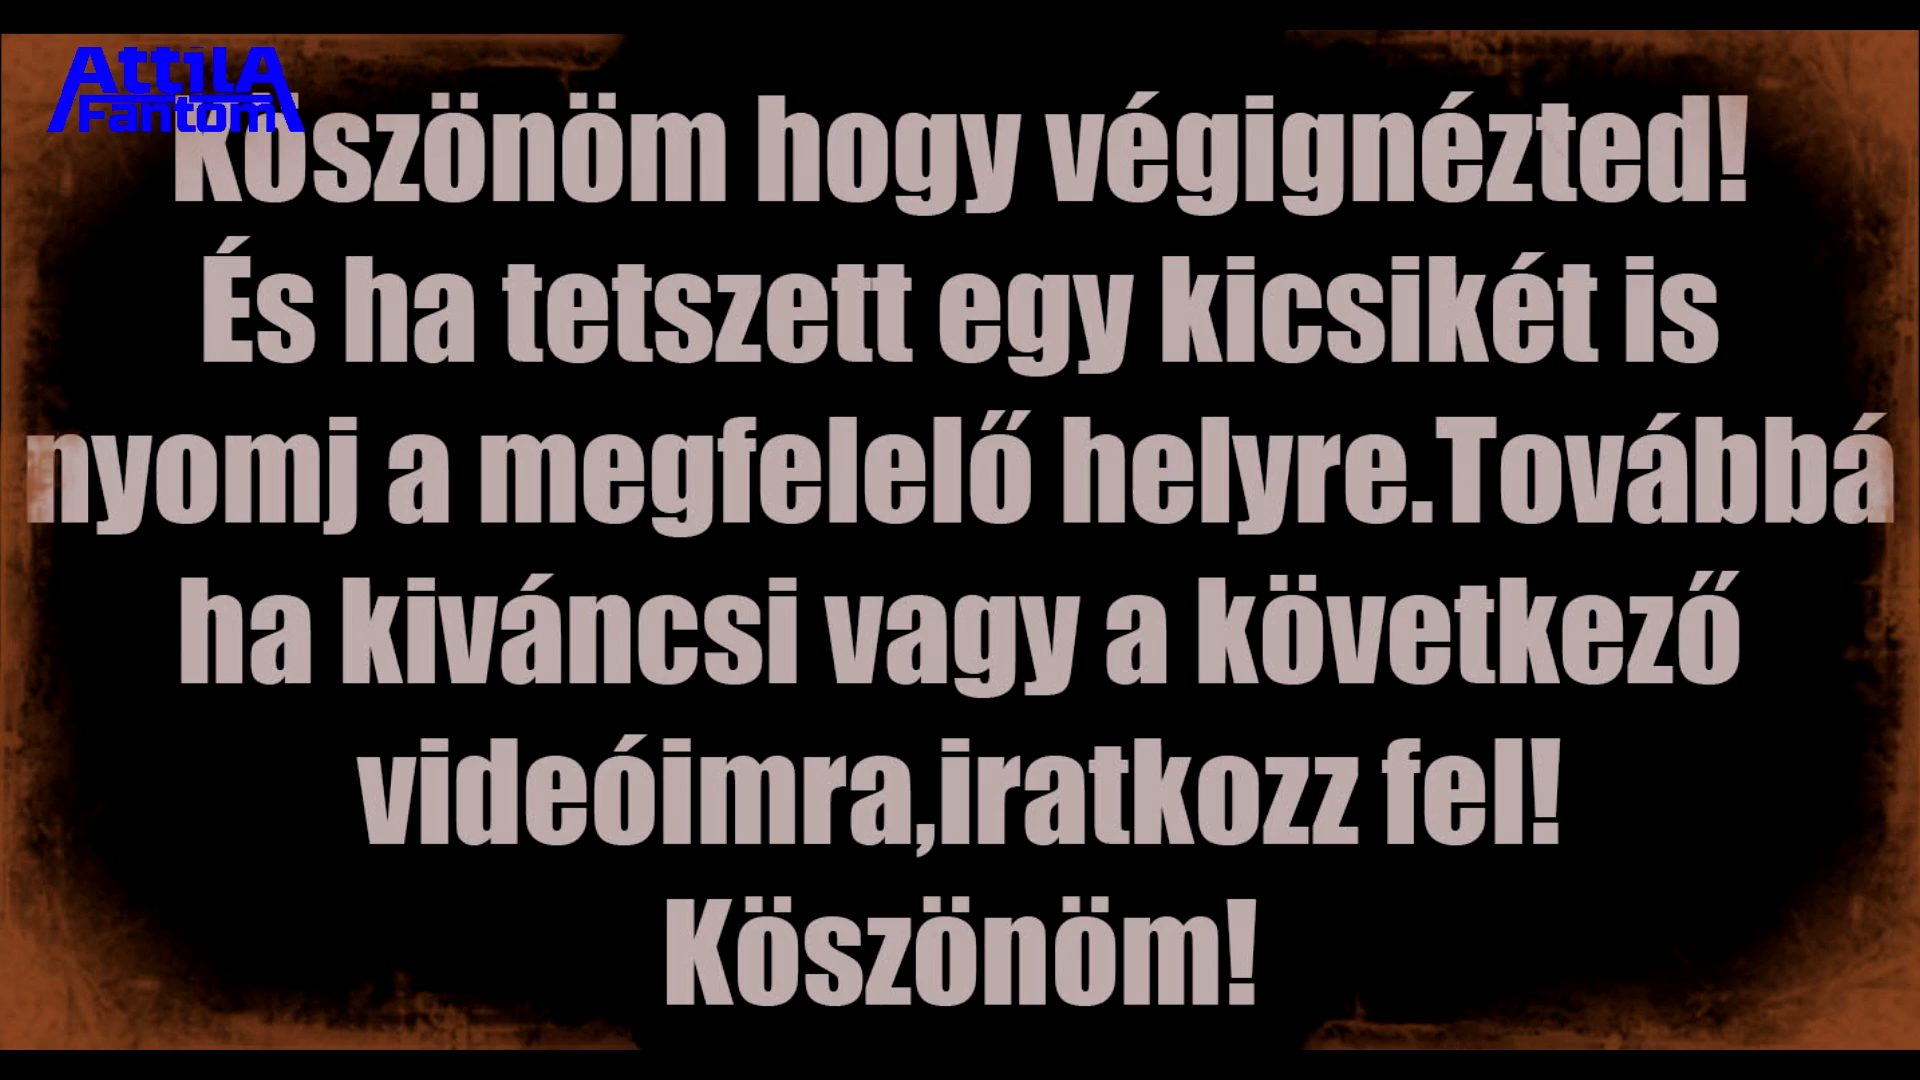 AttilA
Fantom
Köszönöm hogy végignézted!
És ha tetszett egy kicsikét is
nyomj a megfelelő helyre.Továbbá
ha kiváncsi vagy a következő
videóimra,iratkozz fel!
Köszönöm!